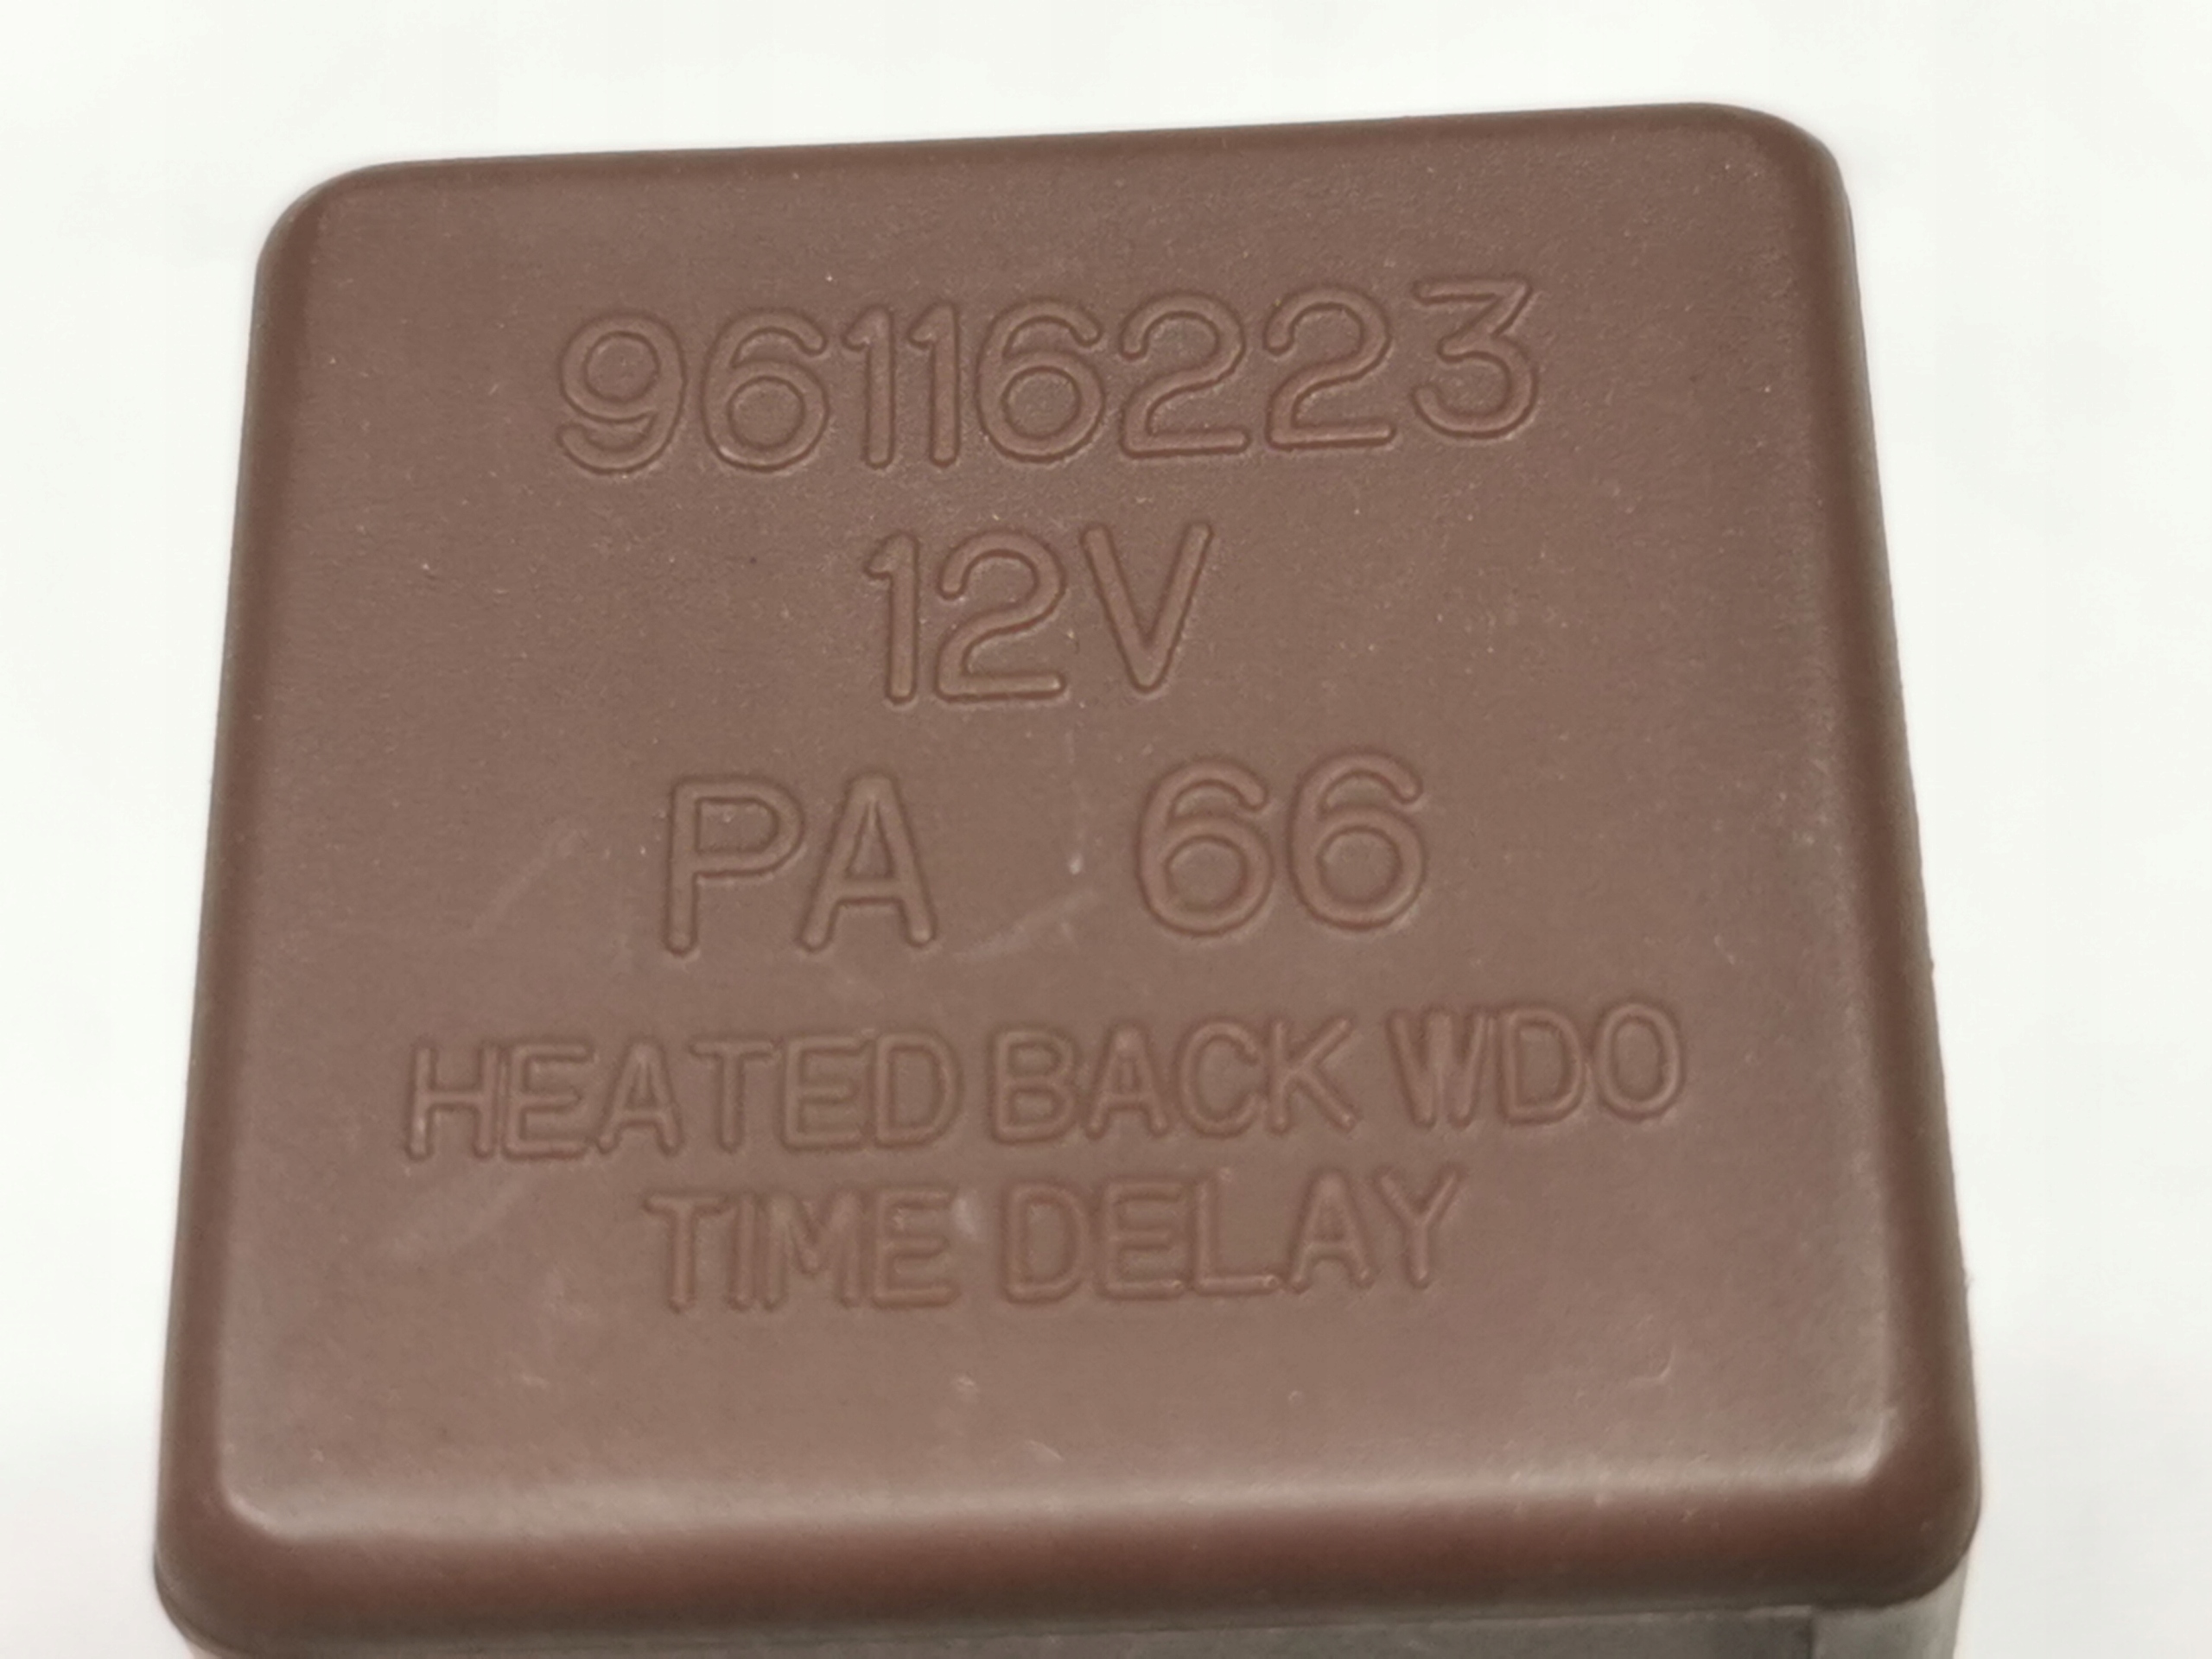 96116223
12V
PA 66
HEATED BACK WDO
TIME DELAY